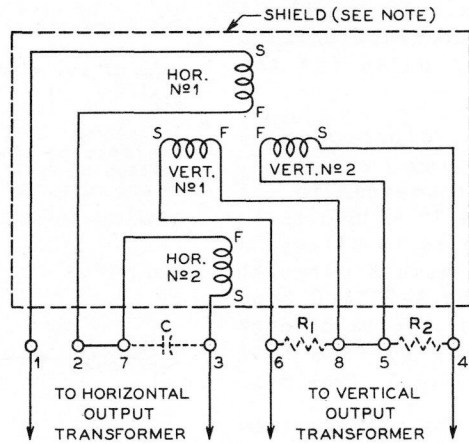 SHIELD (SEE NOTE)
S
HOR.
Nº1
F
S F F S
VERT.
Nº1
VERT. Nº2
F
HOR.
Nº2
S
C R1 R2
1 2 7 3 6 8 5 4
TO HORIZONTAL
OUTPUT
TRANSFORMER
TO VERTICAL
OUTPUT
TRANSFORMER